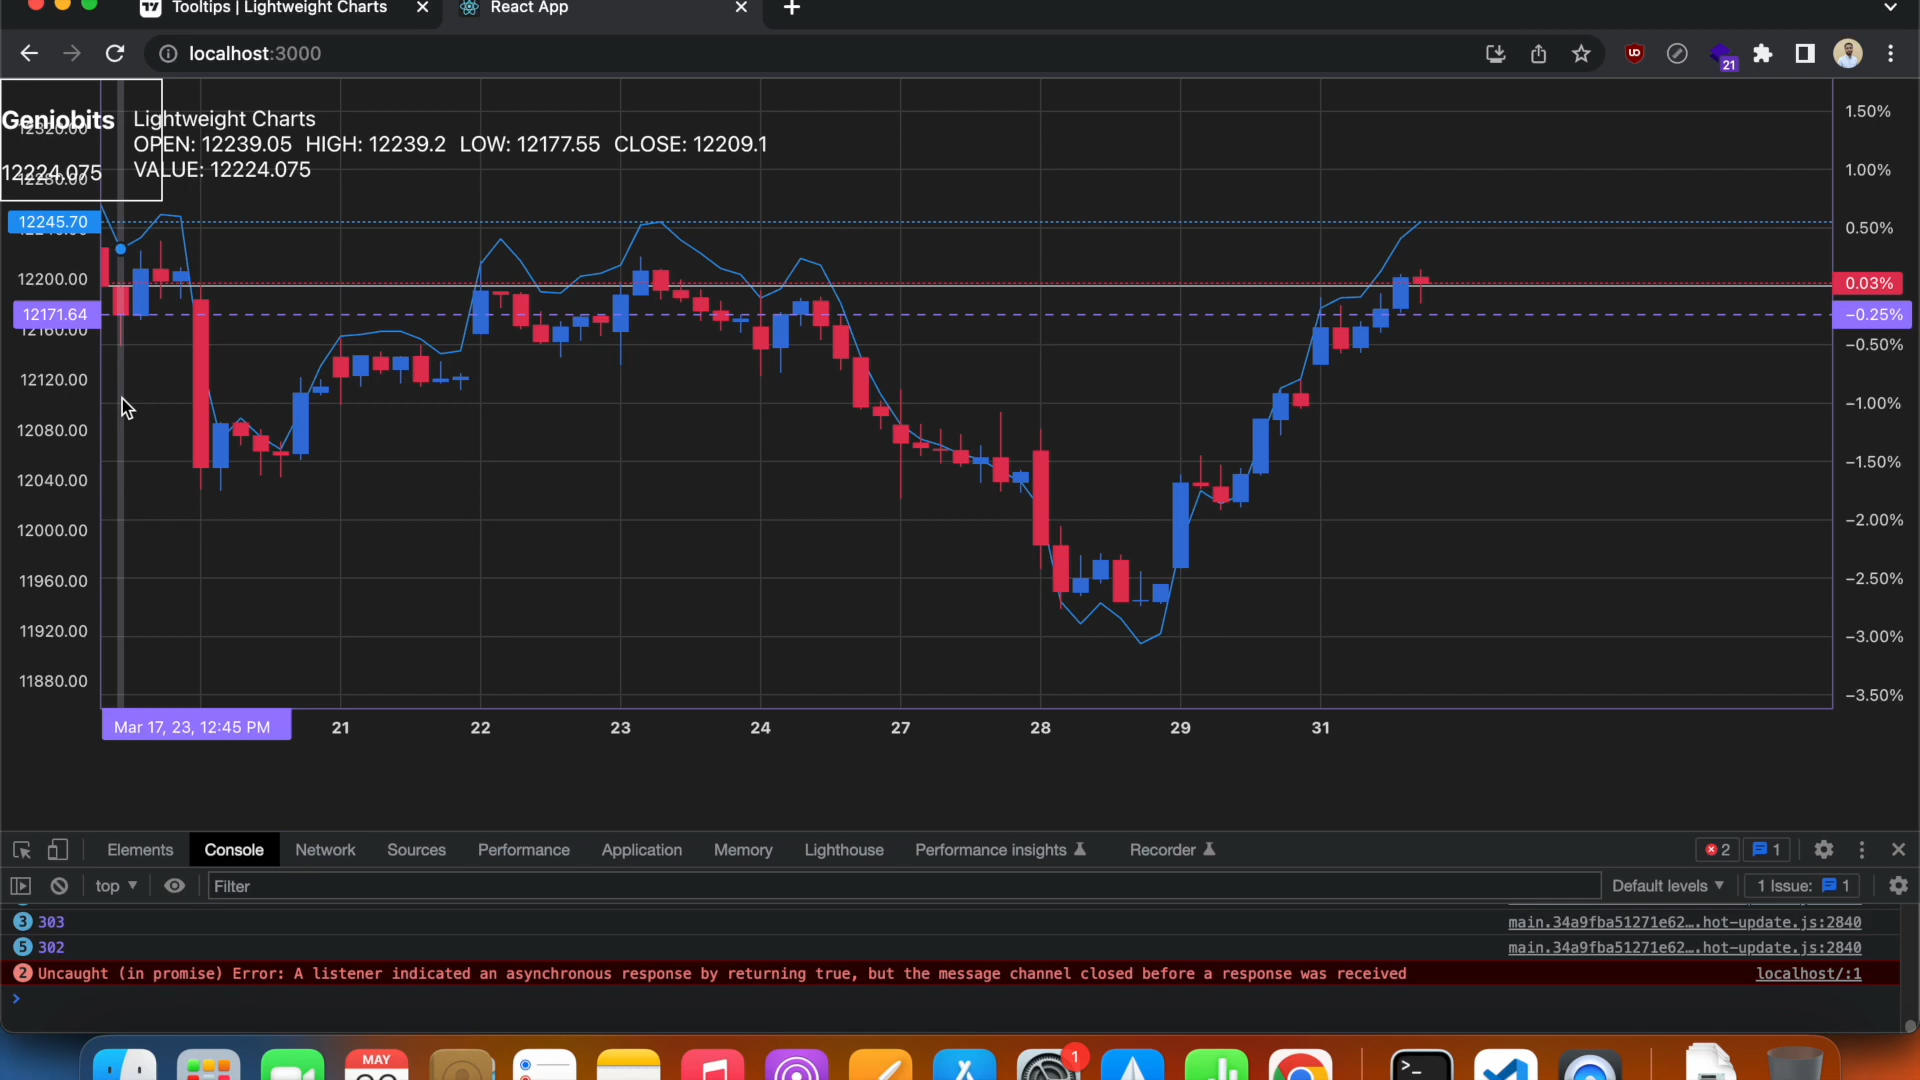 Tooltips | Lightweight Charts
React App
localhost:3000
21
Geniobits
Lightweight Charts
OPEN: 12239.05 HIGH: 12239.2 LOW: 12177.55 CLOSE: 12209.1
12224.075
VALUE: 12224.075
12320.00
12280.00
12245.70
12200.00
12171.64
12160.00
12120.00
12080.00
12040.00
12000.00
11960.00
11920.00
11880.00
1.50%
1.00%
0.50%
0.03%
−0.25%
−0.50%
−1.00%
−1.50%
−2.00%
−2.50%
−3.00%
−3.50%
Mar 17, 23, 12:45 PM 21 22 23 24 27 28 29 31
Elements Console Network Sources Performance Application Memory Lighthouse Performance insights Recorder 2 1
top Filter Default levels 1 Issue: 1
3 303 main.34a9fba51271e62….hot-update.js:2840
5 302 main.34a9fba51271e62….hot-update.js:2840
2 Uncaught (in promise) Error: A listener indicated an asynchronous response by returning true, but the message channel closed before a response was received localhost/:1
MAY
1